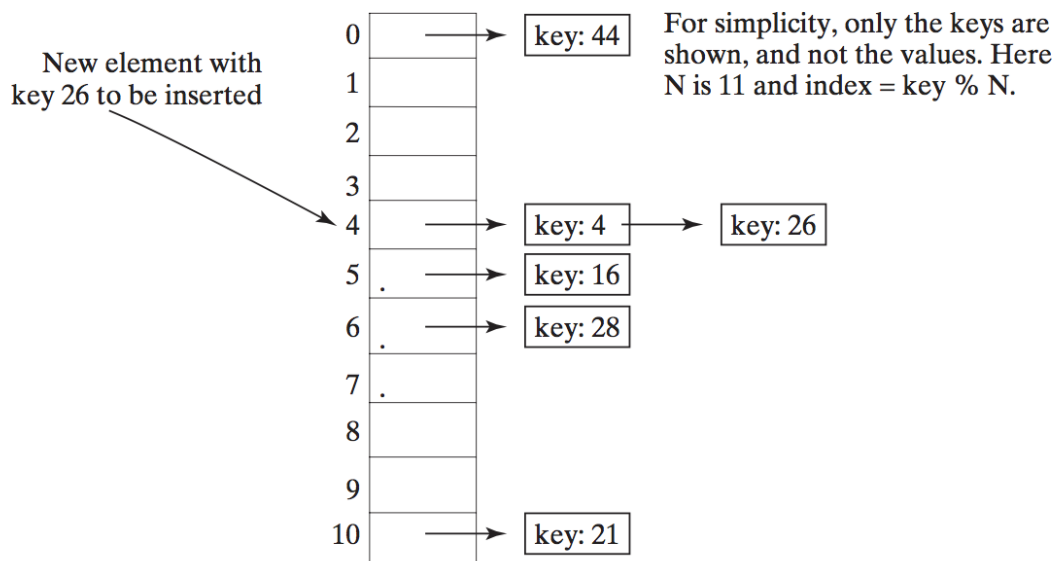 New element with
key 26 to be inserted
For simplicity, only the keys are
shown, and not the values. Here
N is 11 and index = key % N.
0
key: 44
1
2
3
4
key: 4
key: 26
5
.
key: 16
6
.
key: 28
7
.
8
9
10
key: 21